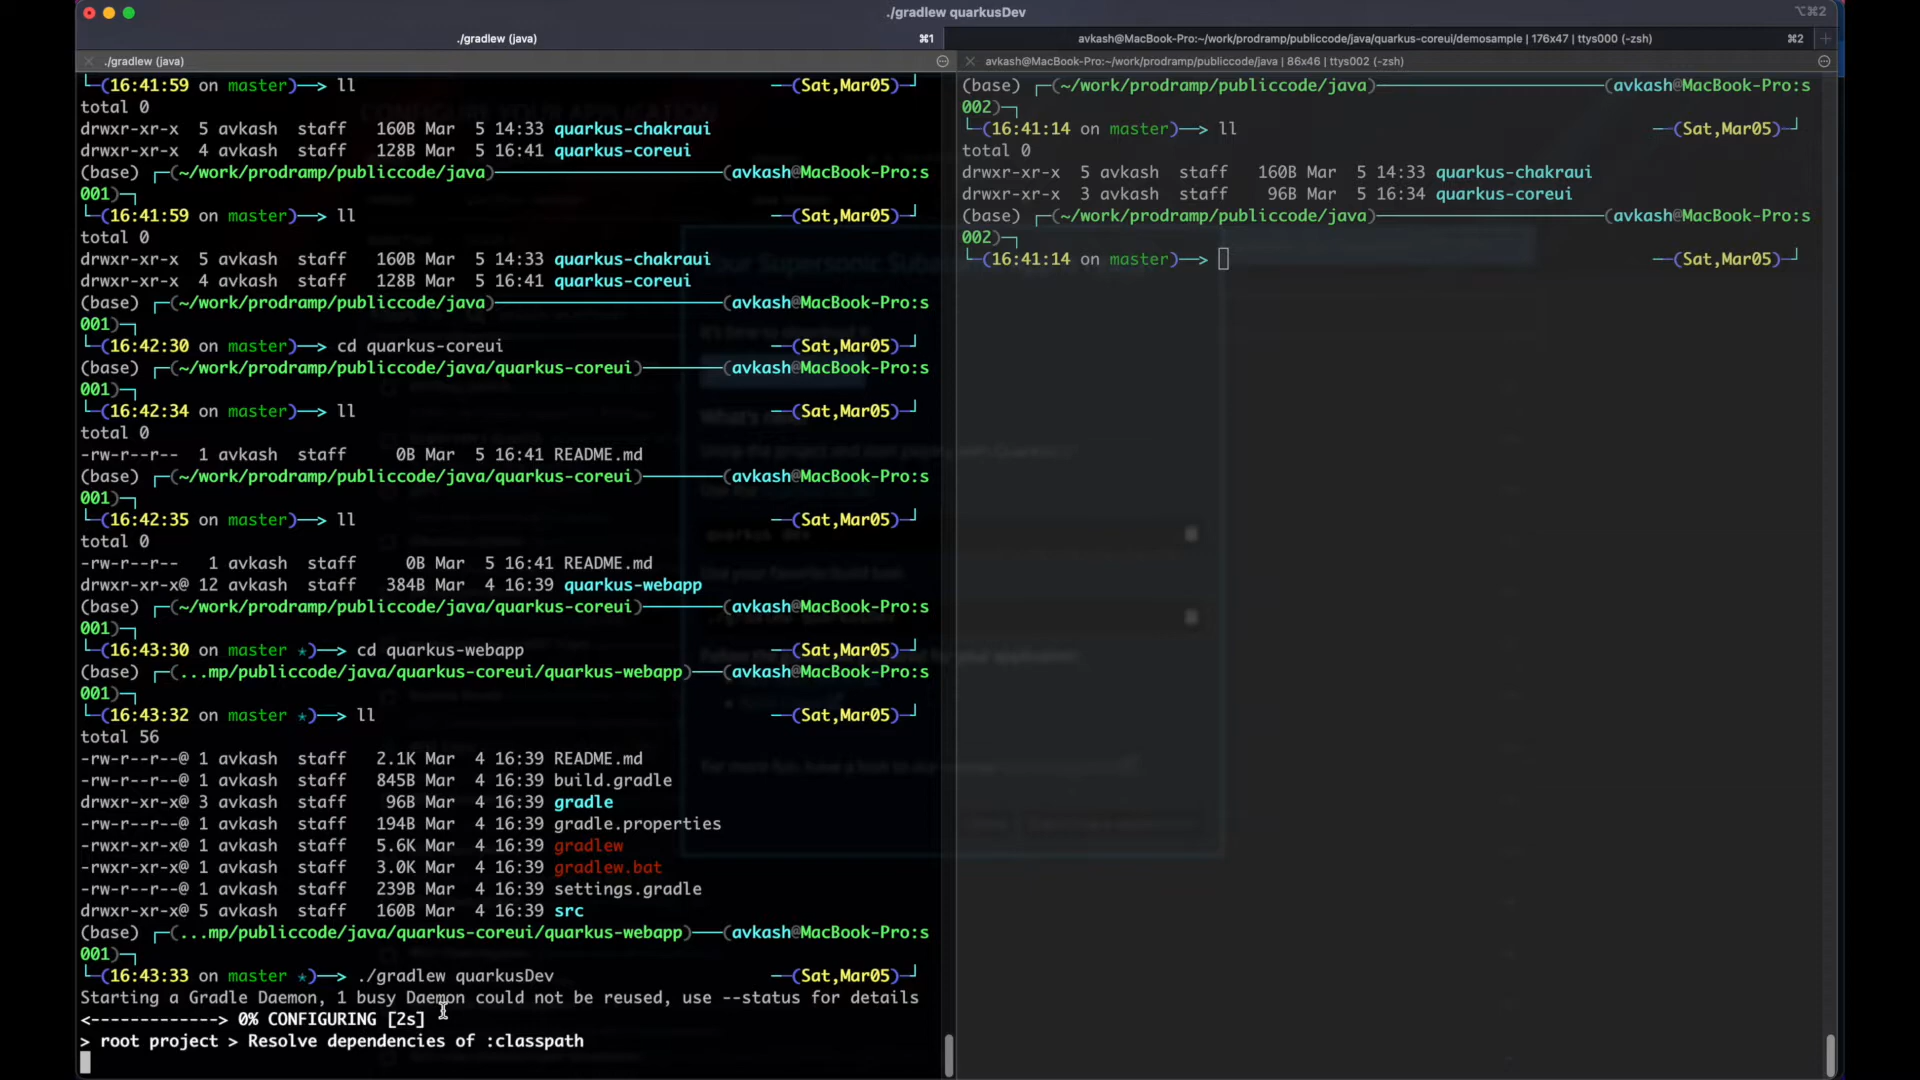 ./gradlew quarkusDev
⌥⌘2
./gradlew (java)
⌘1
avkash@MacBook-Pro:~/work/prodramp/publiccode/java/quarkus-coreui/demosample | 176x47 | ttys000 (-zsh)
⌘2
./gradlew (java)
avkash@MacBook-Pro:~/work/prodramp/publiccode/java | 86x46 | ttys002 (-zsh)
(16:41:59 on master)──> ll ─(Sat,Mar05)─┘
total 0
drwxr-xr-x 5 avkash staff 160B Mar 5 14:33 quarkus-chakraui
drwxr-xr-x 4 avkash staff 128B Mar 5 16:41 quarkus-coreui
(base) ┌─(~/work/prodramp/publiccode/java)────(avkash@MacBook-Pro:s
001)─┐
└─(16:41:59 on master)──> ll ─(Sat,Mar05)─┘
total 0
drwxr-xr-x 5 avkash staff 160B Mar 5 14:33 quarkus-chakraui
drwxr-xr-x 4 avkash staff 128B Mar 5 16:41 quarkus-coreui
(base) ┌─(~/work/prodramp/publiccode/java)────(avkash@MacBook-Pro:s
001)─┐
└─(16:42:30 on master)──> cd quarkus-coreui ─(Sat,Mar05)─┘
(base) ┌─(~/work/prodramp/publiccode/java/quarkus-coreui)────(avkash@MacBook-Pro:s
001)─┐
└─(16:42:34 on master)──> ll ─(Sat,Mar05)─┘
total 0
-rw-r--r-- 1 avkash staff 0B Mar 5 16:41 README.md
(base) ┌─(~/work/prodramp/publiccode/java/quarkus-coreui)────(avkash@MacBook-Pro:s
001)─┐
└─(16:42:35 on master)──> ll ─(Sat,Mar05)─┘
total 0
-rw-r--r-- 1 avkash staff 0B Mar 5 16:41 README.md
drwxr-xr-x@ 12 avkash staff 384B Mar 4 16:39 quarkus-webapp
(base) ┌─(~/work/prodramp/publiccode/java/quarkus-coreui)────(avkash@MacBook-Pro:s
001)─┐
└─(16:43:30 on master ✶)──> cd quarkus-webapp ─(Sat,Mar05)─┘
(base) ┌─(...mp/publiccode/java/quarkus-coreui/quarkus-webapp)──(avkash@MacBook-Pro:s
001)─┐
└─(16:43:32 on master ✶)──> ll ─(Sat,Mar05)─┘
total 56
-rw-r--r--@ 1 avkash staff 2.1K Mar 4 16:39 README.md
-rw-r--r--@ 1 avkash staff 845B Mar 4 16:39 build.gradle
drwxr-xr-x@ 3 avkash staff 96B Mar 4 16:39 gradle
-rw-r--r--@ 1 avkash staff 194B Mar 4 16:39 gradle.properties
-rwxr-xr-x@ 1 avkash staff 5.6K Mar 4 16:39 gradlew
-rwxr-xr-x@ 1 avkash staff 3.0K Mar 4 16:39 gradlew.bat
-rw-r--r--@ 1 avkash staff 239B Mar 4 16:39 settings.gradle
drwxr-xr-x@ 5 avkash staff 160B Mar 4 16:39 src
(base) ┌─(...mp/publiccode/java/quarkus-coreui/quarkus-webapp)──(avkash@MacBook-Pro:s
001)─┐
└─(16:43:33 on master ✶)──> ./gradlew quarkusDev ─(Sat,Mar05)─┘
Starting a Gradle Daemon, 1 busy Daemon could not be reused, use --status for details
<-------------> 0% CONFIGURING [2s]
> root project > Resolve dependencies of :classpath
(base) ┌─(~/work/prodramp/publiccode/java)────(avkash@MacBook-Pro:s
002)─┐
└─(16:41:14 on master)──> ll ─(Sat,Mar05)─┘
total 0
drwxr-xr-x 5 avkash staff 160B Mar 5 14:33 quarkus-chakraui
drwxr-xr-x 3 avkash staff 96B Mar 5 16:34 quarkus-coreui
(base) ┌─(~/work/prodramp/publiccode/java)────(avkash@MacBook-Pro:s
002)─┐
└─(16:41:14 on master)──> ─(Sat,Mar05)─┘